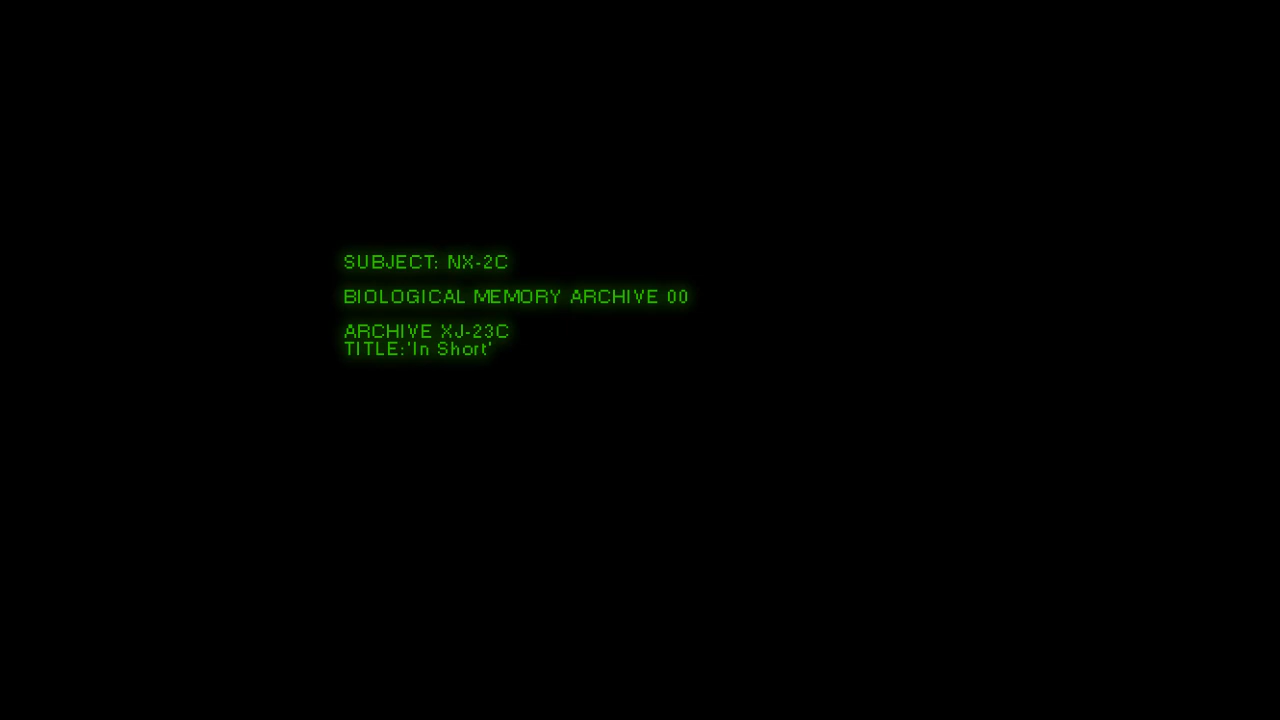 SUBJECT: NX-2C
BIOLOGICAL MEMORY ARCHIVE 00
ARCHIVE XJ-23C
TITLE:'In Short'